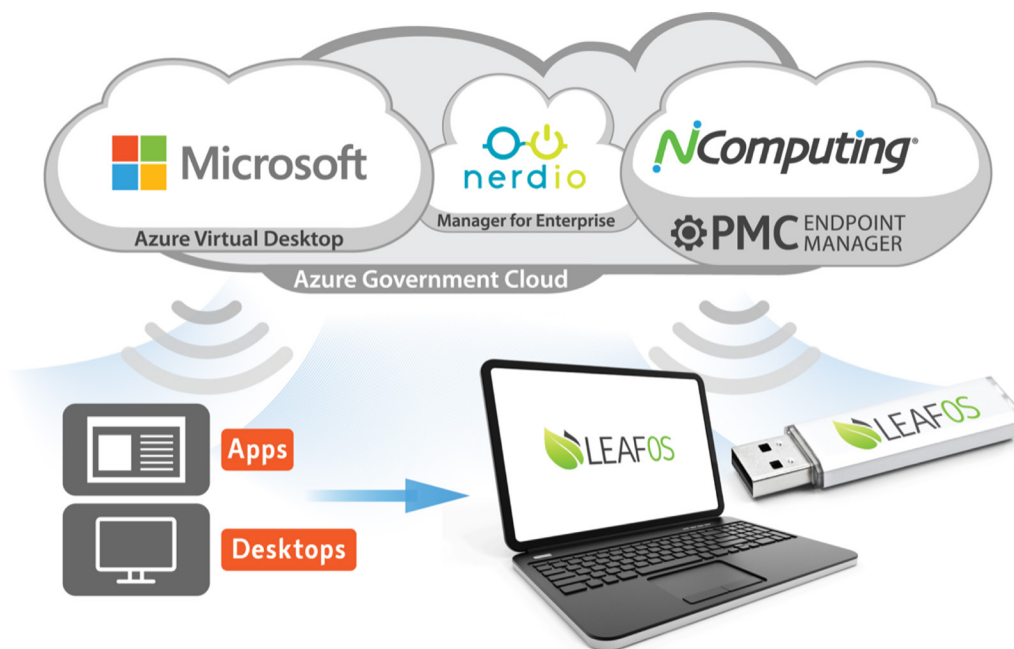 Microsoft
Azure Virtual Desktop
nerdio
Manager for Enterprise
NComputing®
PMC ENDPOINT
MANAGER
Azure Government Cloud
Apps
Desktops
LEAFOS
LEAFOS